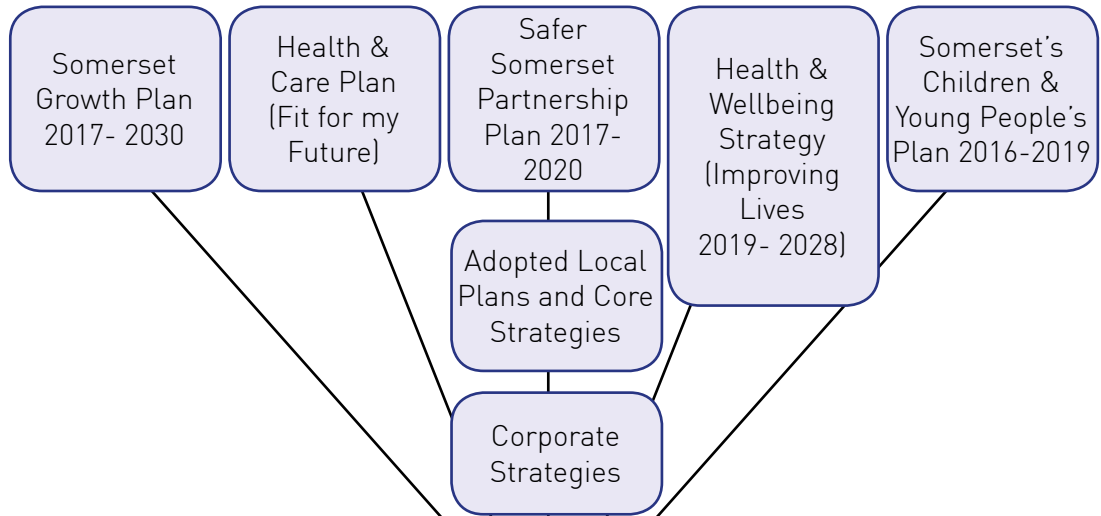 Somerset
Growth Plan
2017- 2030
Health &
Care Plan
(Fit for my
Future)
Safer
Somerset
Partnership
Plan 2017-
2020
Health &
Wellbeing
Strategy
(Improving
Lives
2019- 2028)
Somerset’s
Children &
Young People’s
Plan 2016-2019
Adopted Local
Plans and Core
Strategies
Corporate
Strategies